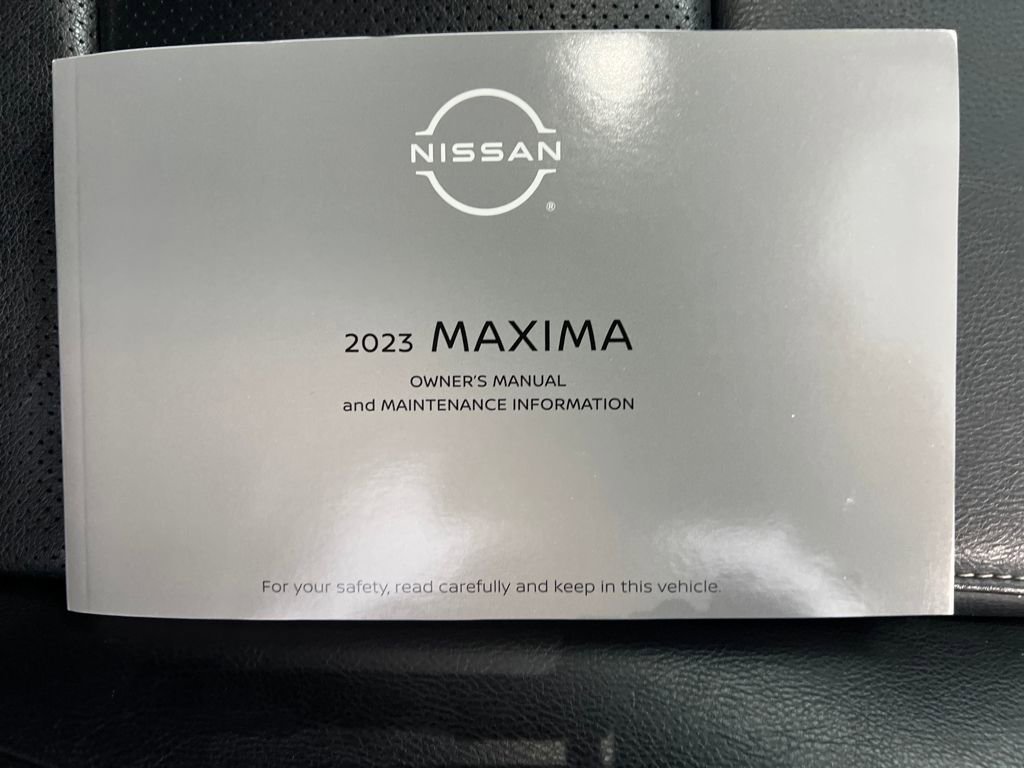 NISSAN
®
2023 MAXIMA
OWNER'S MANUAL
and MAINTENANCE INFORMATION
For your safety, read carefully and keep in this vehicle.